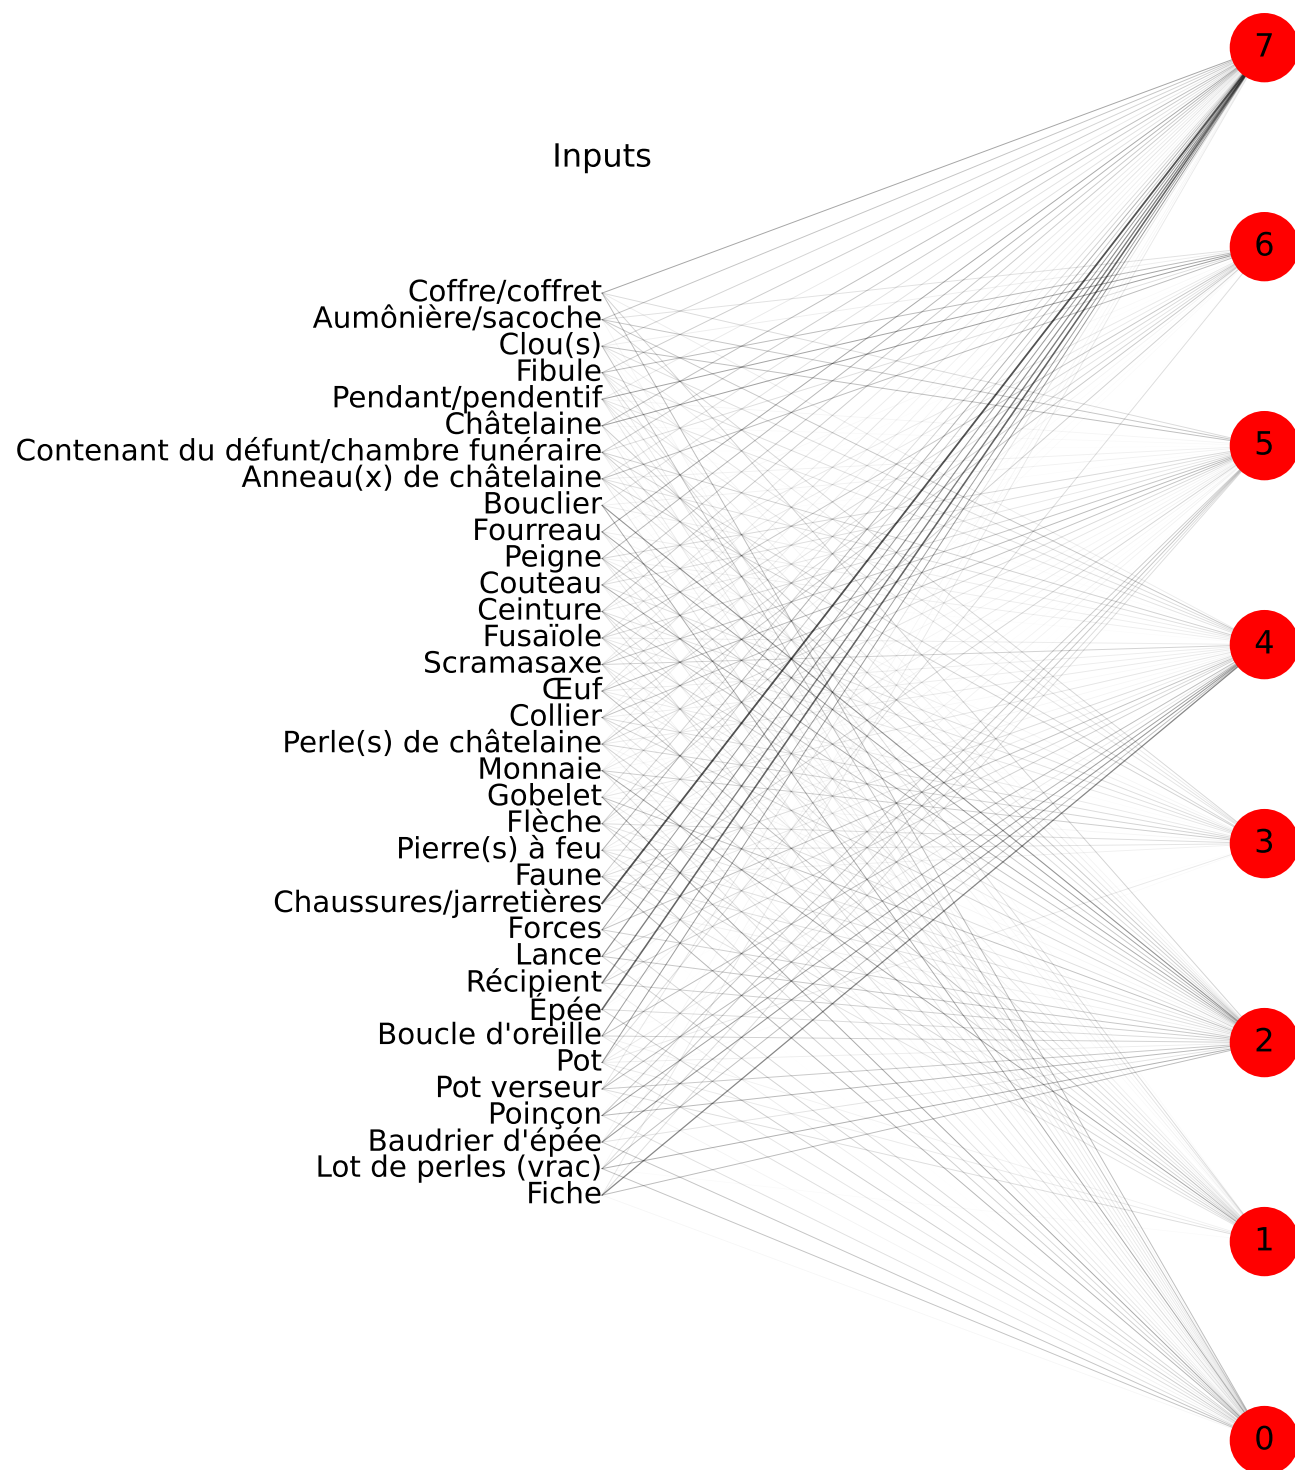 7
Inputs
6
Coffre/coffret
Aumônière/sacoche
Clou(s)
Fibule
Pendant/pendentif
Châtelaine
5
Contenant du défunt/chambre funéraire
Anneau(x) de châtelaine
Bouclier
Fourreau
Peigne
Couteau
Ceinture
Fusaïole
4
Scramasaxe
Œuf
Collier
Perle(s) de châtelaine
Monnaie
Gobelet
Flèche
3
Pierre(s) à feu
Faune
Chaussures/jarretières
Forces
Lance
Récipient
Épée
Boucle d'oreille
2
Pot
Pot verseur
Poinçon
Baudrier d'épée
Lot de perles (vrac)
Fiche
1
0